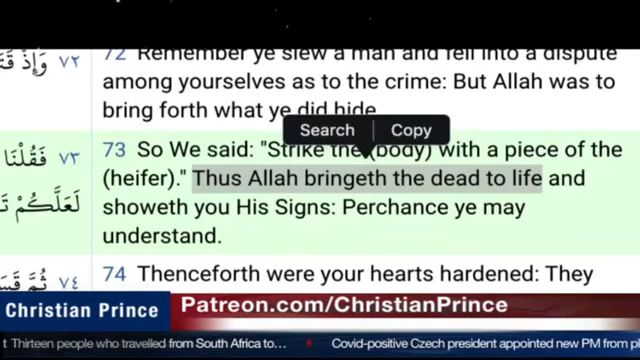 72 Remember ye slew a man and fell into a dispute
among yourselves as to the crime: But Allah was to
bring forth what ye did hide
Search Copy
73 So We said: "Strike the (body) with a piece of the
(heifer)." Thus Allah bringeth the dead to life and
showeth you His Signs: Perchance ye may
understand.
74 Thenceforth were your hearts hardened: They
٧٢
٧٣ فَقُلْنَا
لَعَلَّكُمْ
٧٤ ثُمَّ
Christian Prince
Patreon.com/ChristianPrince
t Thirteen people who travelled from South Africa to… Covid-positive Czech president appointed new PM from